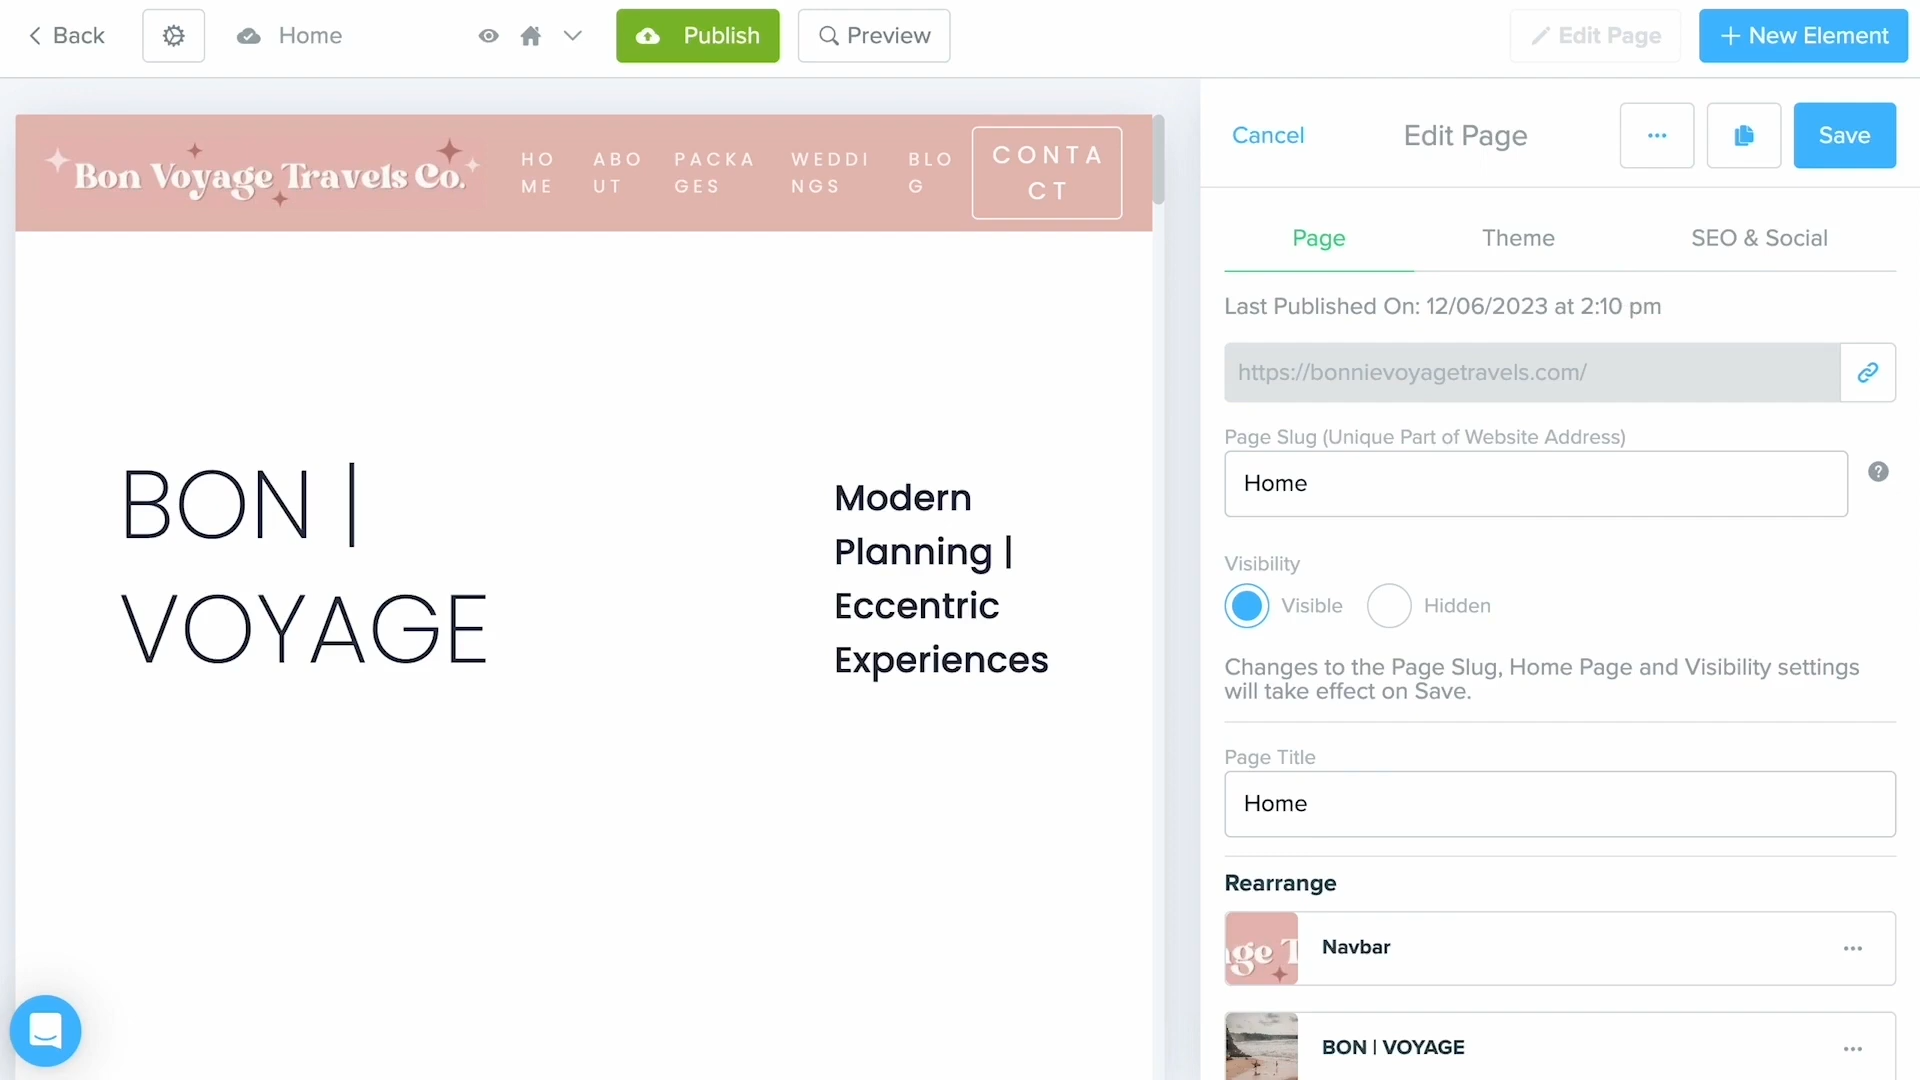 Back
Home
Publish
Preview
Edit Page
+ New Element
Bon Voyage Travels Co.
HO
ME
ABO
UT
PACKA
GES
WEDDI
NGS
BLO
G
CONTA
CT
BON |
VOYAGE
Modern
Planning |
Eccentric
Experiences
Cancel
Edit Page
Save
Page
Theme
SEO & Social
Last Published On: 12/06/2023 at 2:10 pm
https://bonnievoyagetravels.com/
Page Slug (Unique Part of Website Address)
Home
Visibility
Visible
Hidden
Changes to the Page Slug, Home Page and Visibility settings
will take effect on Save.
Page Title
Home
Rearrange
age T
Navbar
BON | VOYAGE